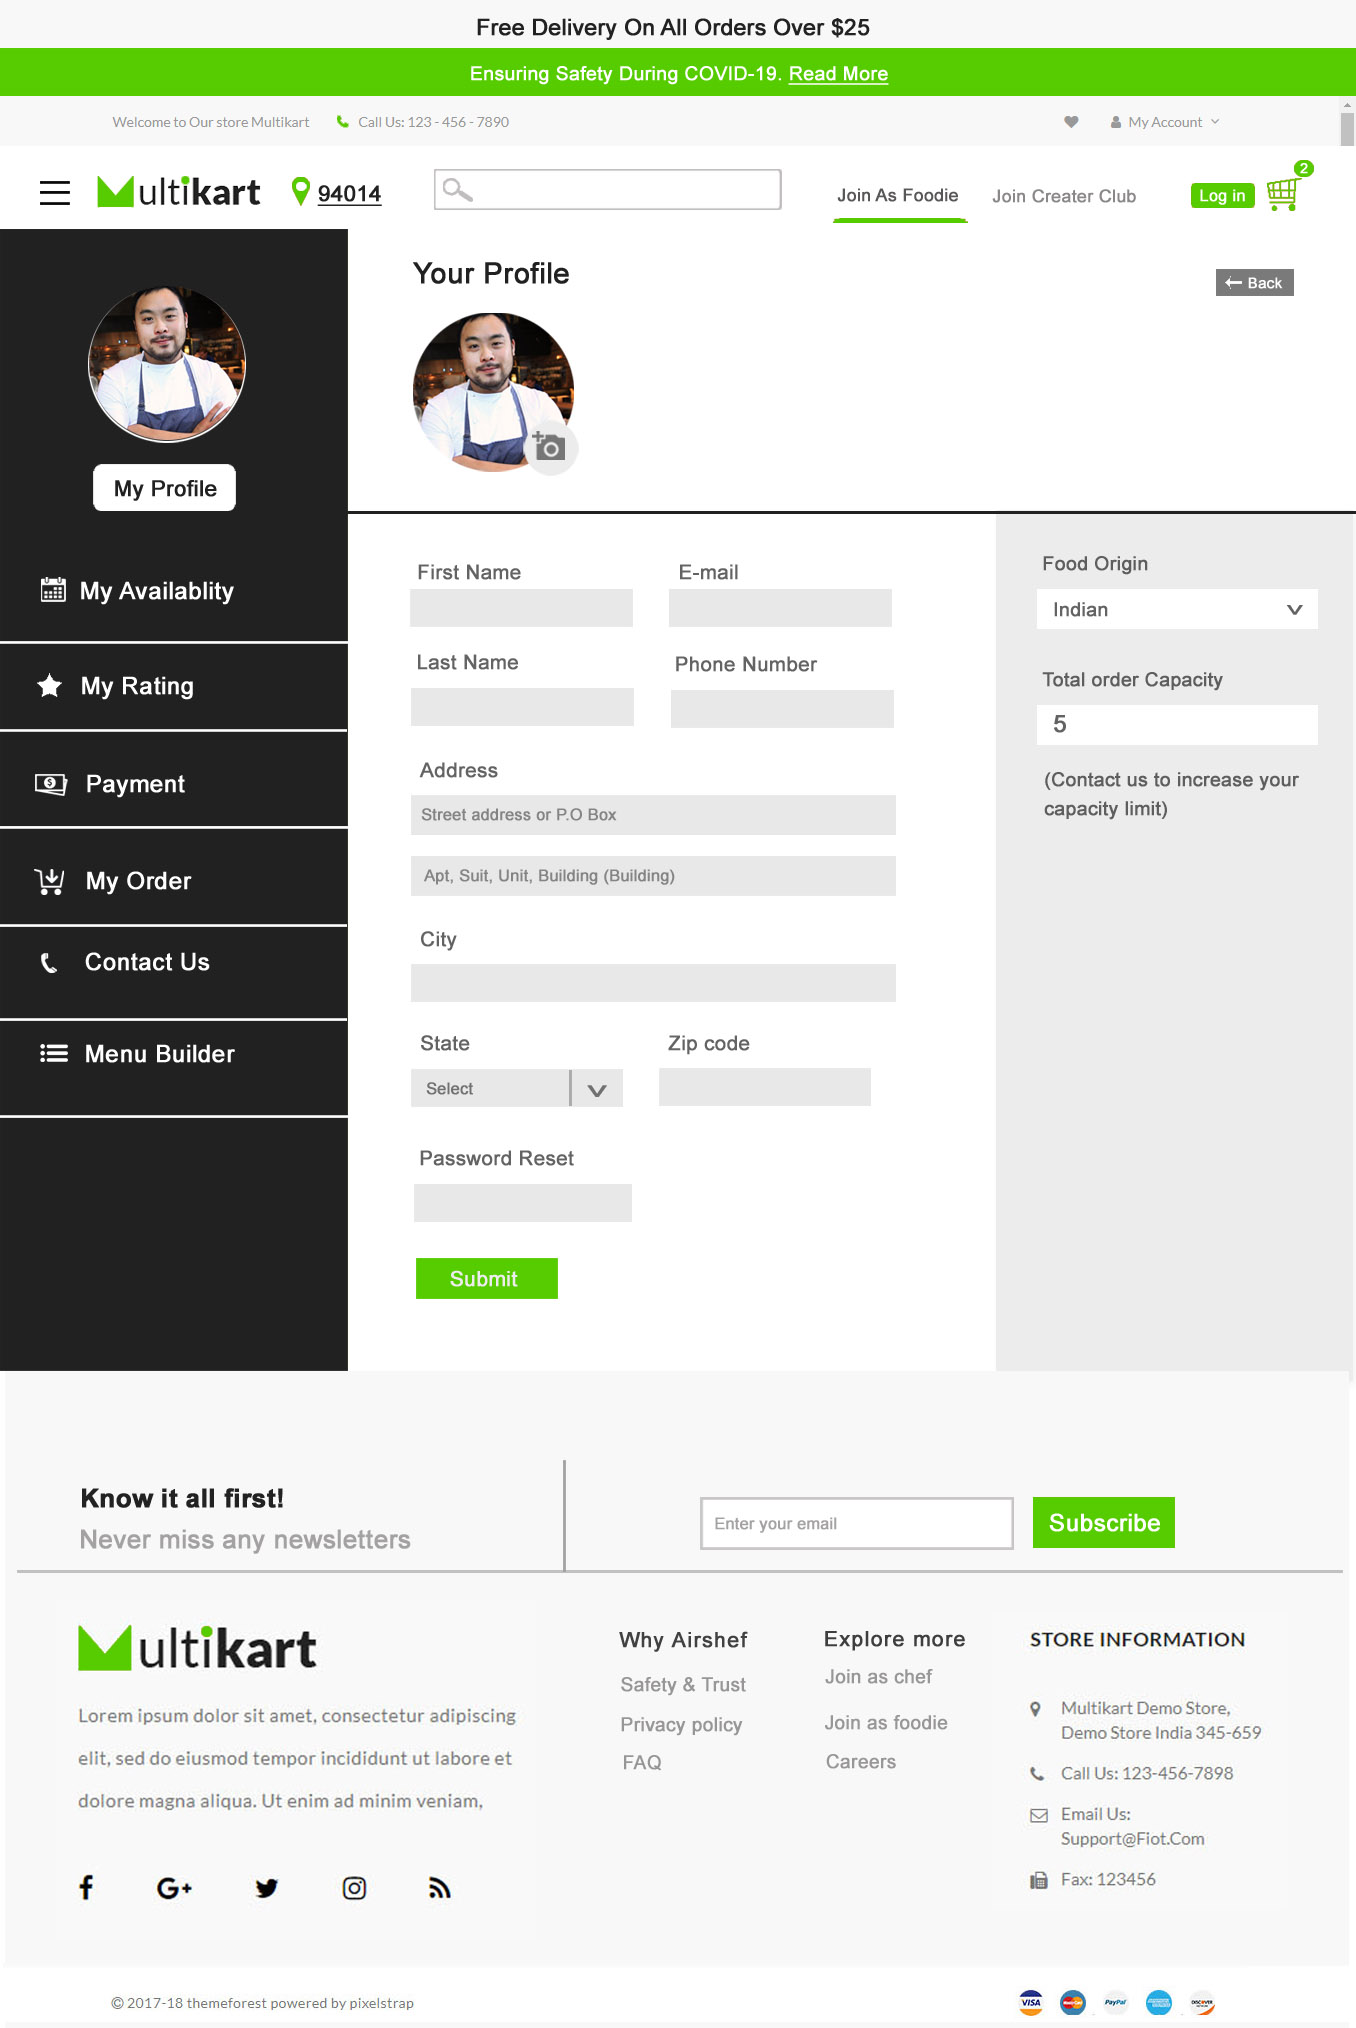 Free Delivery On All Orders Over $25
Ensuring Safety During COVID-19. Read More
Welcome to Our store Multikart
Call Us: 123 - 456 - 7890
My Account
ultikart
94014
Join As Foodie
Join Creater Club
Log in
2
Your Profile
Back
My Profile
My Availablity
My Rating
Payment
My Order
Contact Us
Menu Builder
First Name
E-mail
Last Name
Phone Number
Address
Street address or P.O Box
Apt, Suit, Unit, Building (Building)
City
State
Zip code
Select
Password Reset
Submit
Food Origin
Indian
Total order Capacity
5
(Contact us to increase your
capacity limit)
Know it all first!
Never miss any newsletters
Enter your email
Subscribe
Multikart
Lorem ipsum dolor sit amet, consectetur adipiscing
elit, sed do eiusmod tempor incididunt ut labore et
dolore magna aliqua. Ut enim ad minim veniam,
Why Airshef
Safety & Trust
Privacy policy
FAQ
Explore more
Join as chef
Join as foodie
Careers
STORE INFORMATION
Multikart Demo Store,
Demo Store India 345-659
Call Us: 123-456-7898
Email Us:
Support@Fiot.Com
Fax: 123456
© 2017-18 themeforest powered by pixelstrap
VISA
PayPal
DISCOVER